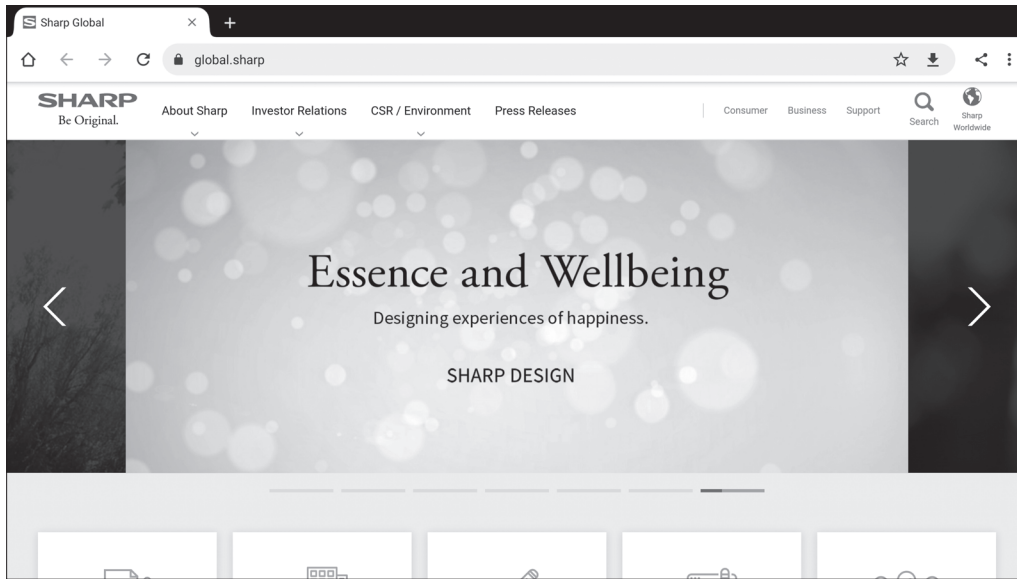 Sharp Global
global.sharp
SHARP
Be Original.
About Sharp Investor Relations CSR / Environment Press Releases
Consumer Business Support
Search
Sharp
Worldwide
Essence and Wellbeing
Designing experiences of happiness.
SHARP DESIGN